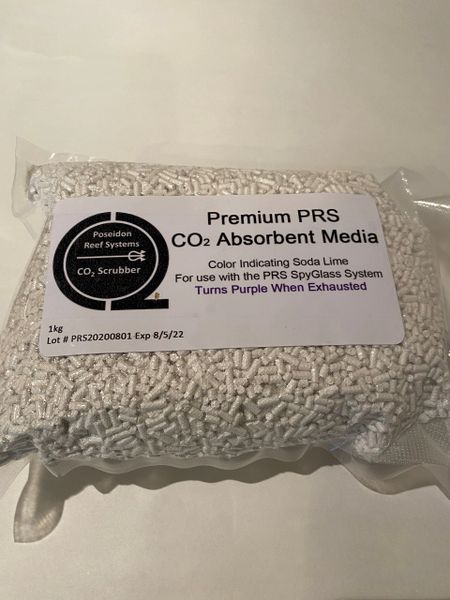 Poseidon
Reef Systems
CO₂ Scrubber
Premium PRS
CO₂ Absorbent Media
Color Indicating Soda Lime
For use with the PRS SpyGlass System
Turns Purple When Exhausted
1kg
Lot # PRS20200801 Exp 8/5/22